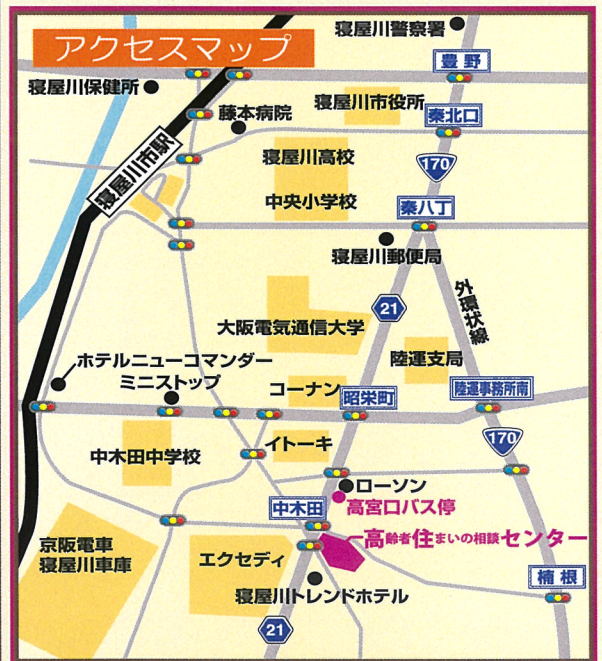 アクセスマップ
寝屋川警察署
豊野
寝屋川保健所
寝屋川市役所
藤本病院
秦北口
寝屋川高校
170
寝屋川市駅
中央小学校
秦八丁
寝屋川郵便局
外環状線
21
大阪電気通信大学
陸運支局
ホテルニューコマンダー
ミニストップ
コーナン
昭栄町
陸運事務所南
イトーキ
170
中木田中学校
ローソン
高宮口バス停
中木田
高齢者住まいの相談センター
京阪電車
寝屋川車庫
エクセディ
楠根
寝屋川トレンドホテル
21